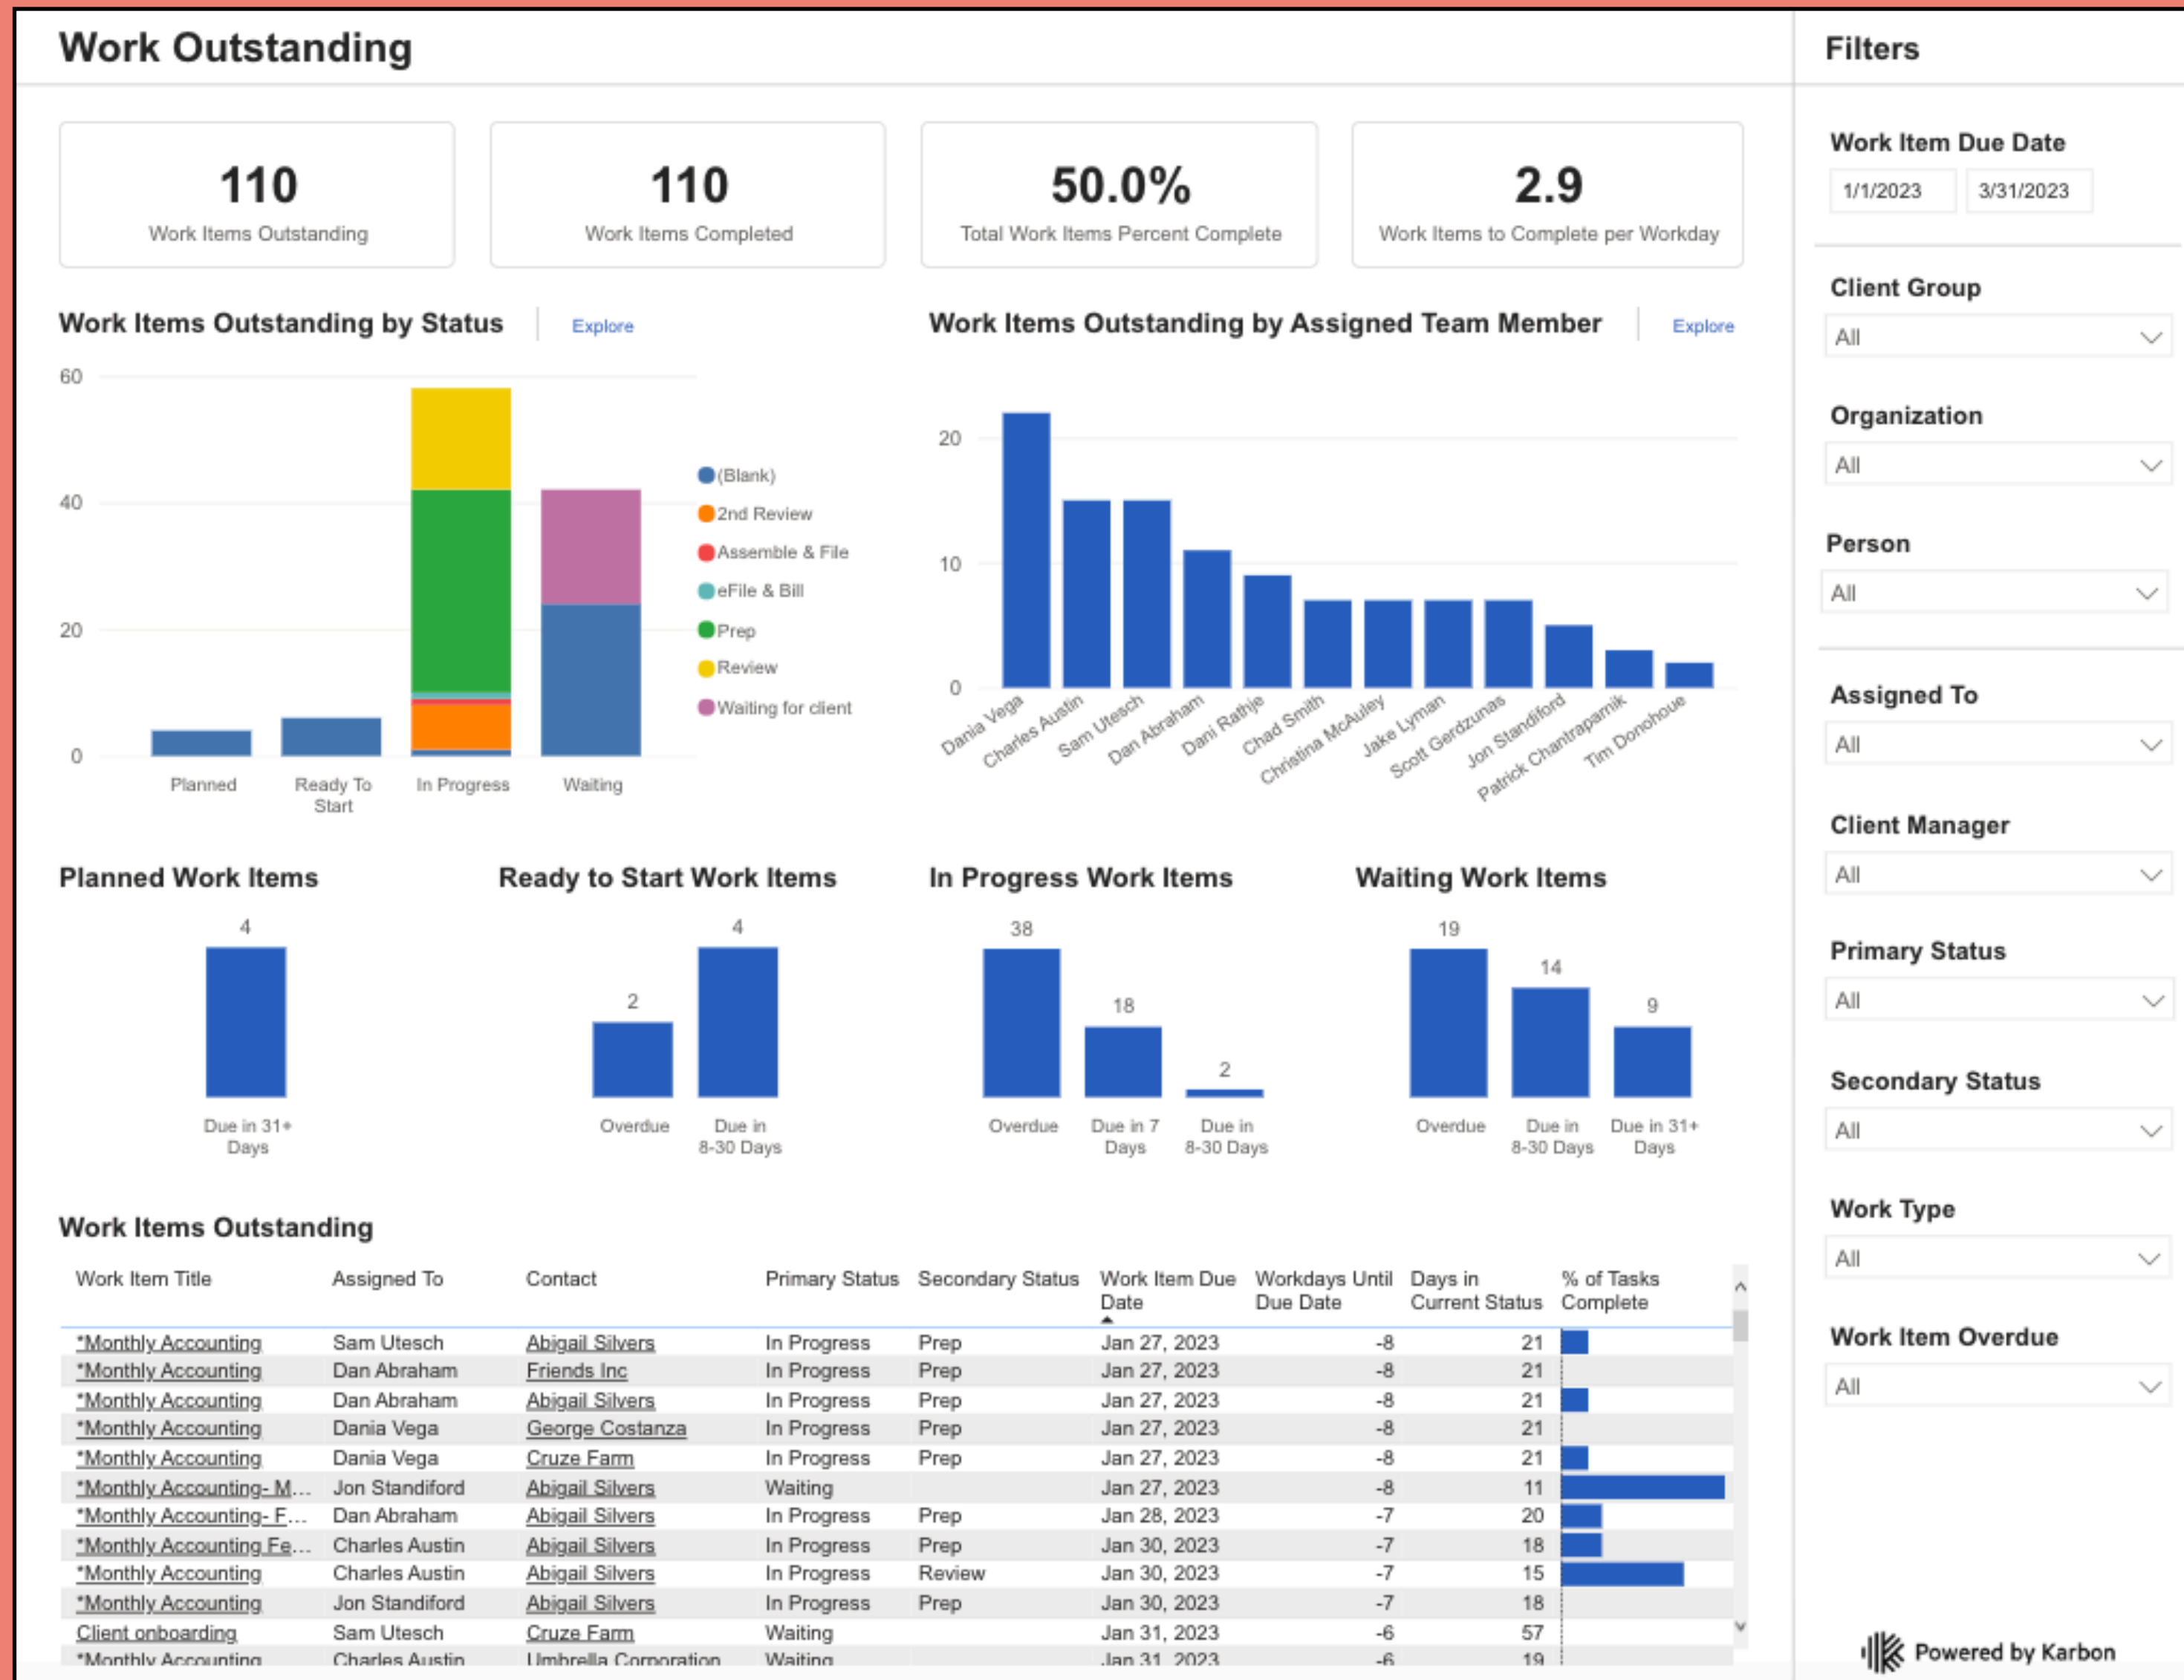 Work Outstanding
Filters
110
Work Items Outstanding
110
Work Items Completed
50.0%
Total Work Items Percent Complete
2.9
Work Items to Complete per Workday
Work Items Outstanding by Status
Explore
60
40
20
0
Planned
Ready To
Start
In Progress
Waiting
(Blank)
2nd Review
Assemble & File
eFile & Bill
Prep
Review
Waiting for client
Work Items Outstanding by Assigned Team Member
Explore
20
10
0
Dania Vega
Charles Austin
Sam Utesch
Dan Abraham
Dani Rathje
Chad Smith
Christina McAuley
Jake Lyman
Scott Gerdzunas
Jon Standiford
Patrick Chantraparnik
Tim Donohoue
Planned Work Items
4
Due in 31+
Days
Ready to Start Work Items
2
4
Overdue
Due in
8-30 Days
In Progress Work Items
38
18
2
Overdue
Due in 7
Days
Due in
8-30 Days
Waiting Work Items
19
14
9
Overdue
Due in
8-30 Days
Due in 31+
Days
Work Items Outstanding
Work Item Title Assigned To Contact Primary Status Secondary Status Work Item Due Date Workdays Until Due Date Days in Current Status % of Tasks Complete
*Monthly Accounting Sam Utesch Abigail Silvers In Progress Prep Jan 27, 2023 -8 21
*Monthly Accounting Dan Abraham Friends Inc In Progress Prep Jan 27, 2023 -8 21
*Monthly Accounting Dan Abraham Abigail Silvers In Progress Prep Jan 27, 2023 -8 21
*Monthly Accounting Dania Vega George Costanza In Progress Prep Jan 27, 2023 -8 21
*Monthly Accounting Dania Vega Cruze Farm In Progress Prep Jan 27, 2023 -8 21
*Monthly Accounting- M... Jon Standiford Abigail Silvers Waiting Jan 27, 2023 -8 11
*Monthly Accounting- F... Dan Abraham Abigail Silvers In Progress Prep Jan 28, 2023 -7 20
*Monthly Accounting Fe... Charles Austin Abigail Silvers In Progress Prep Jan 30, 2023 -7 18
*Monthly Accounting Charles Austin Abigail Silvers In Progress Review Jan 30, 2023 -7 15
*Monthly Accounting Jon Standiford Abigail Silvers In Progress Prep Jan 30, 2023 -7 18
Client onboarding Sam Utesch Cruze Farm Waiting Jan 31, 2023 -6 57
*Monthly Accounting Charles Austin Umbrella Corporation Waiting Jan 31, 2023 -6 19
Work Item Due Date
1/1/2023
3/31/2023
Client Group
All
Organization
All
Person
All
Assigned To
All
Client Manager
All
Primary Status
All
Secondary Status
All
Work Type
All
Work Item Overdue
All
Powered by Karbon